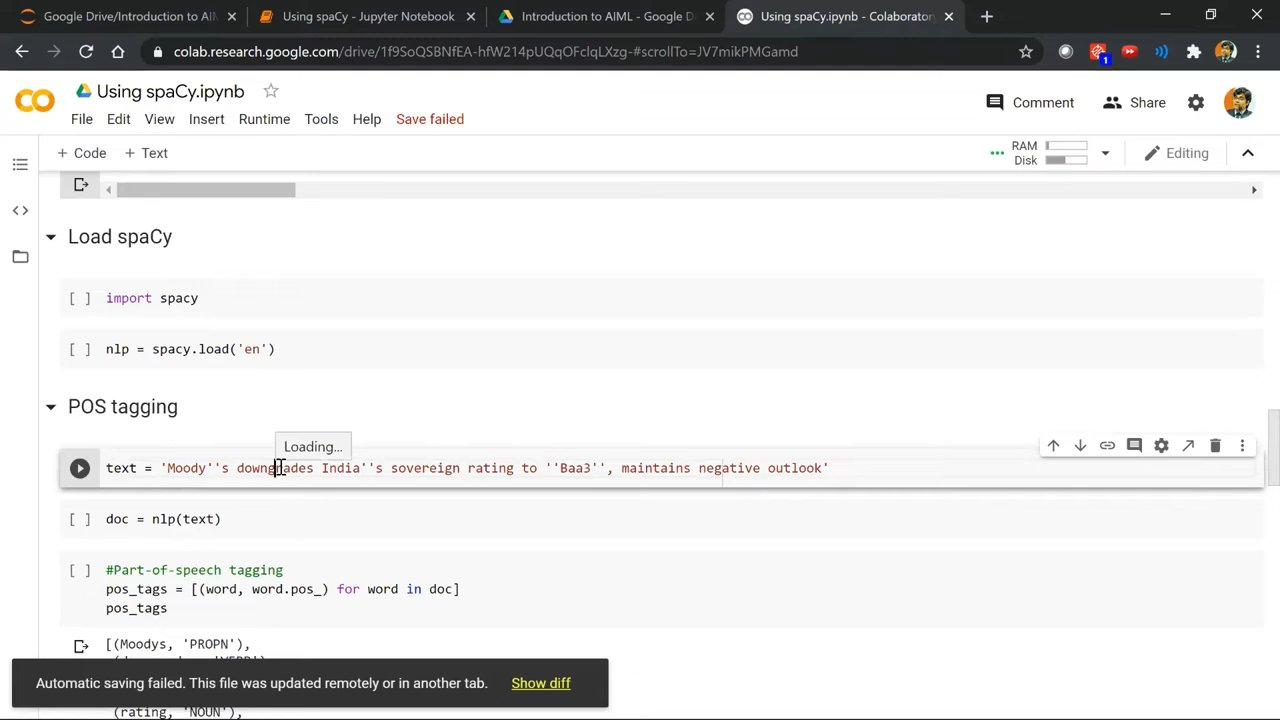 Google Drive/Introduction to AIM
Using spaCy - Jupyter Notebook
Introduction to AIML - Google D
Using spaCy.ipynb - Colaboratory
colab.research.google.com/drive/1f9SoQSBNfEA-hfW214pUQqOFcIqLXzg-#scrollTo=JV7mikPMGamd
1
Using spaCy.ipynb
Comment
Share
File Edit View Insert Runtime Tools Help Save failed
+ Code + Text
RAM
Disk
Editing
Load spaCy
[ ] import spacy
[ ] nlp = spacy.load('en')
POS tagging
Loading...
text = 'Moody''s downgrades India''s sovereign rating to ''Baa3'', maintains negative outlook'
[ ] doc = nlp(text)
[ ] #Part-of-speech tagging
pos_tags = [(word, word.pos_) for word in doc]
pos_tags
[(Moodys, 'PROPN'),
Automatic saving failed. This file was updated remotely or in another tab. Show diff
(rating, 'NOUN'),